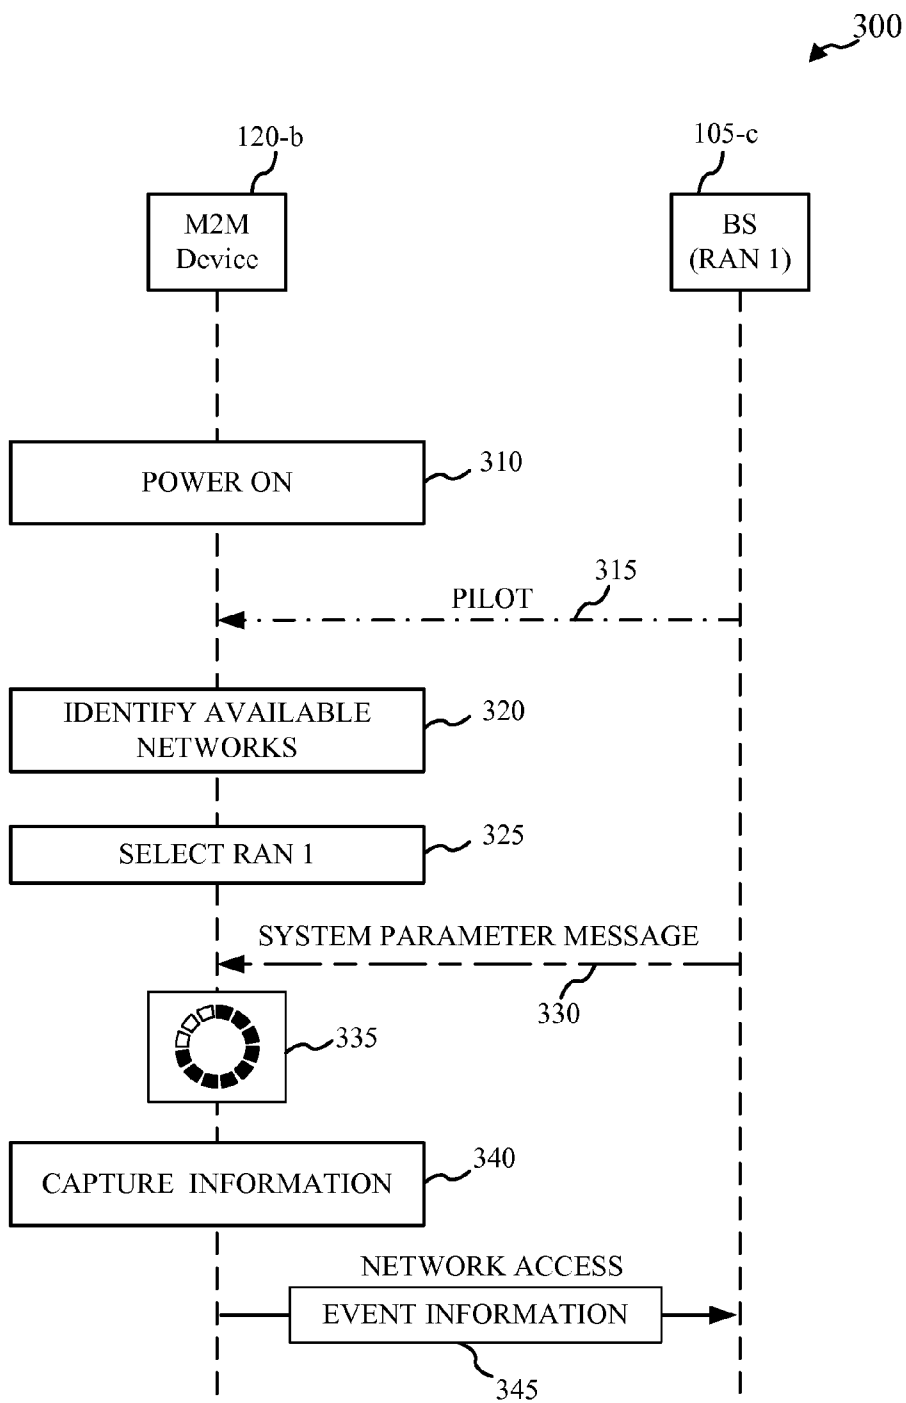 300
120-b
105-c
M2M
Device
BS
(RAN 1)
POWER ON
310
315
PILOT
IDENTIFY AVAILABLE
NETWORKS
320
SELECT RAN 1
325
SYSTEM PARAMETER MESSAGE
330
335
CAPTURE INFORMATION
340
NETWORK ACCESS
EVENT INFORMATION
345